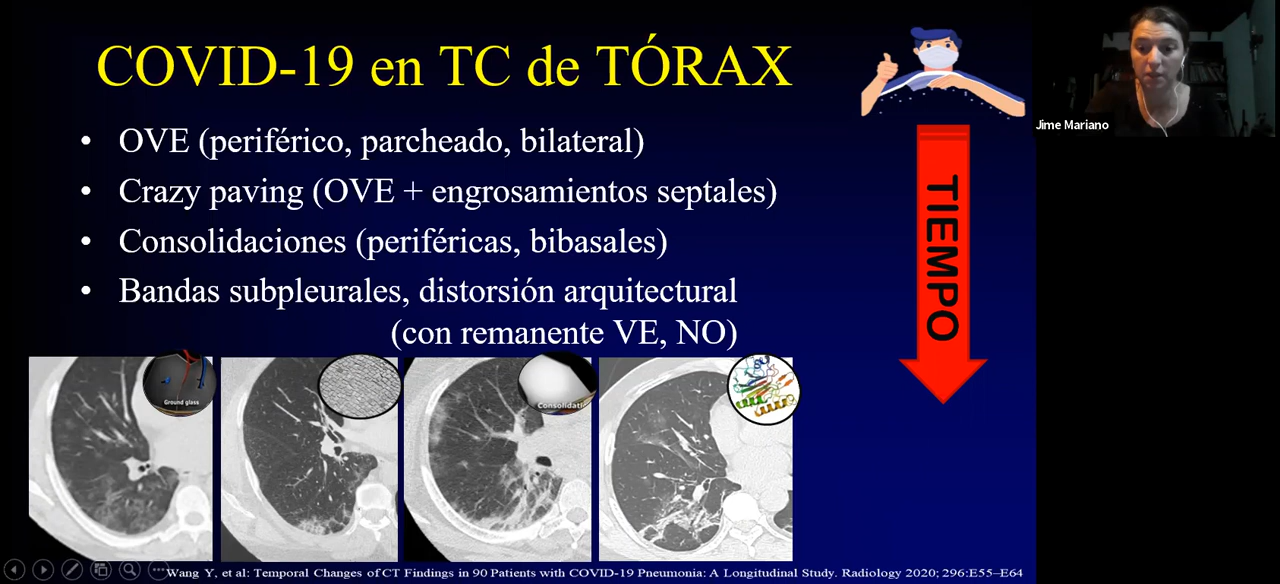 COVID-19 en TC de TÓRAX
• OVE (periférico, parcheado, bilateral)
• Crazy paving (OVE + engrosamientos septales)
• Consolidaciones (periféricas, bibasales)
• Bandas subpleurales, distorsión arquitectural
(con remanente VE, NO)
TIEMPO
Jime Mariano
Ground glass
Consolidati
Wang Y, et al: Temporal Changes of CT Findings in 90 Patients with COVID-19 Pneumonia: A Longitudinal Study. Radiology 2020; 296:E55–E64